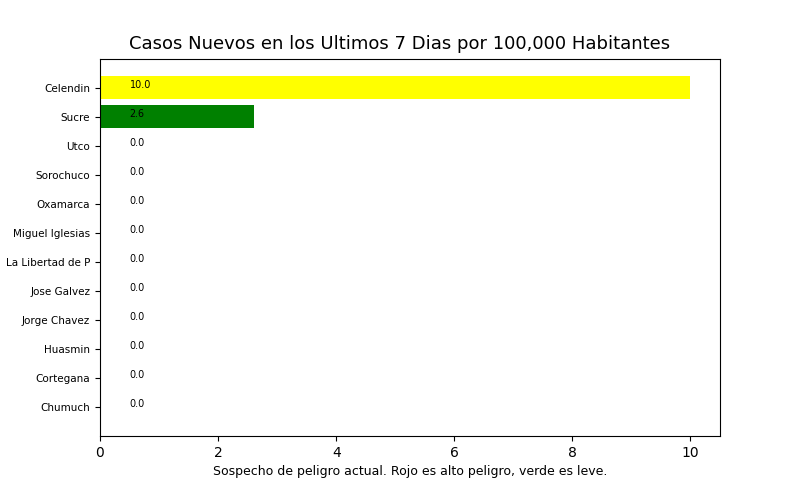 Casos Nuevos en los Ultimos 7 Dias por 100,000 Habitantes
Celendin 10.0
Sucre 2.6
Utco 0.0
Sorochuco 0.0
Oxamarca 0.0
Miguel Iglesias 0.0
La Libertad de P 0.0
Jose Galvez 0.0
Jorge Chavez 0.0
Huasmin 0.0
Cortegana 0.0
Chumuch 0.0
0 2 4 6 8 10
Sospecho de peligro actual. Rojo es alto peligro, verde es leve.